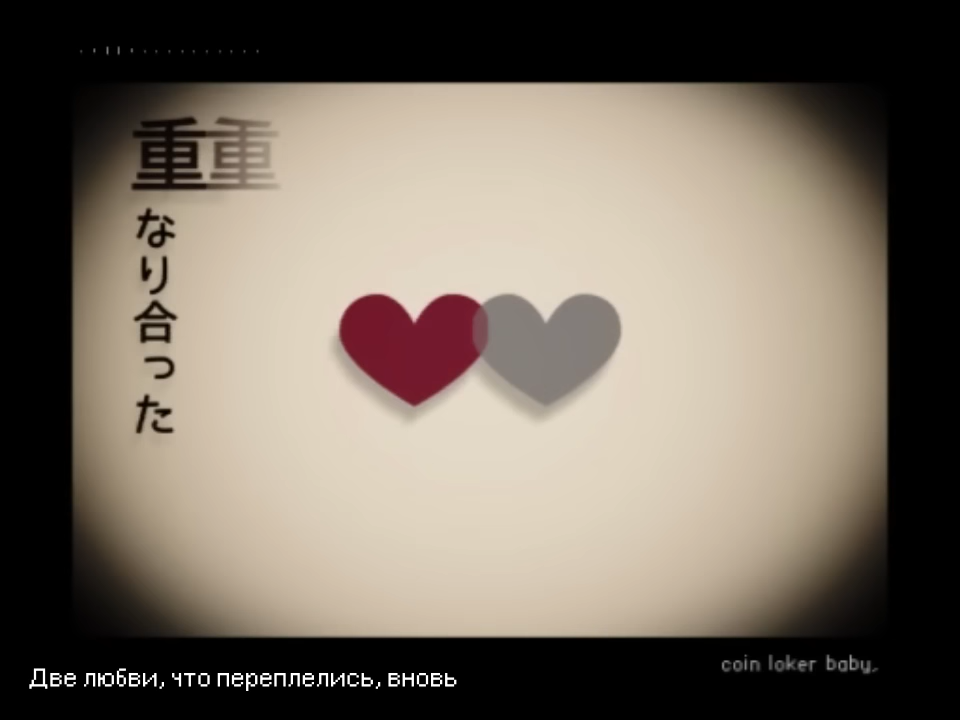 重重
なり合った
coin loker baby.
Две любви, что переплелись, вновь